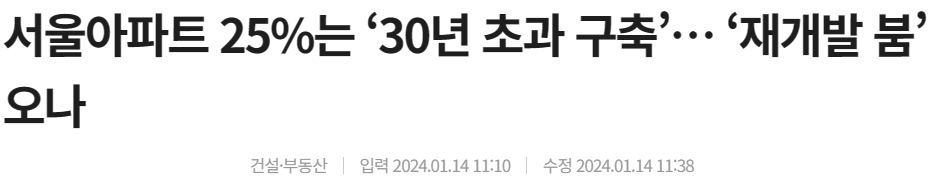 서울아파트 25%는 ‘30년 초과 구축’… ‘재개발 붐’
오나
건설·부동산 | 입력 2024.01.14 11:10 | 수정 2024.01.14 11:38